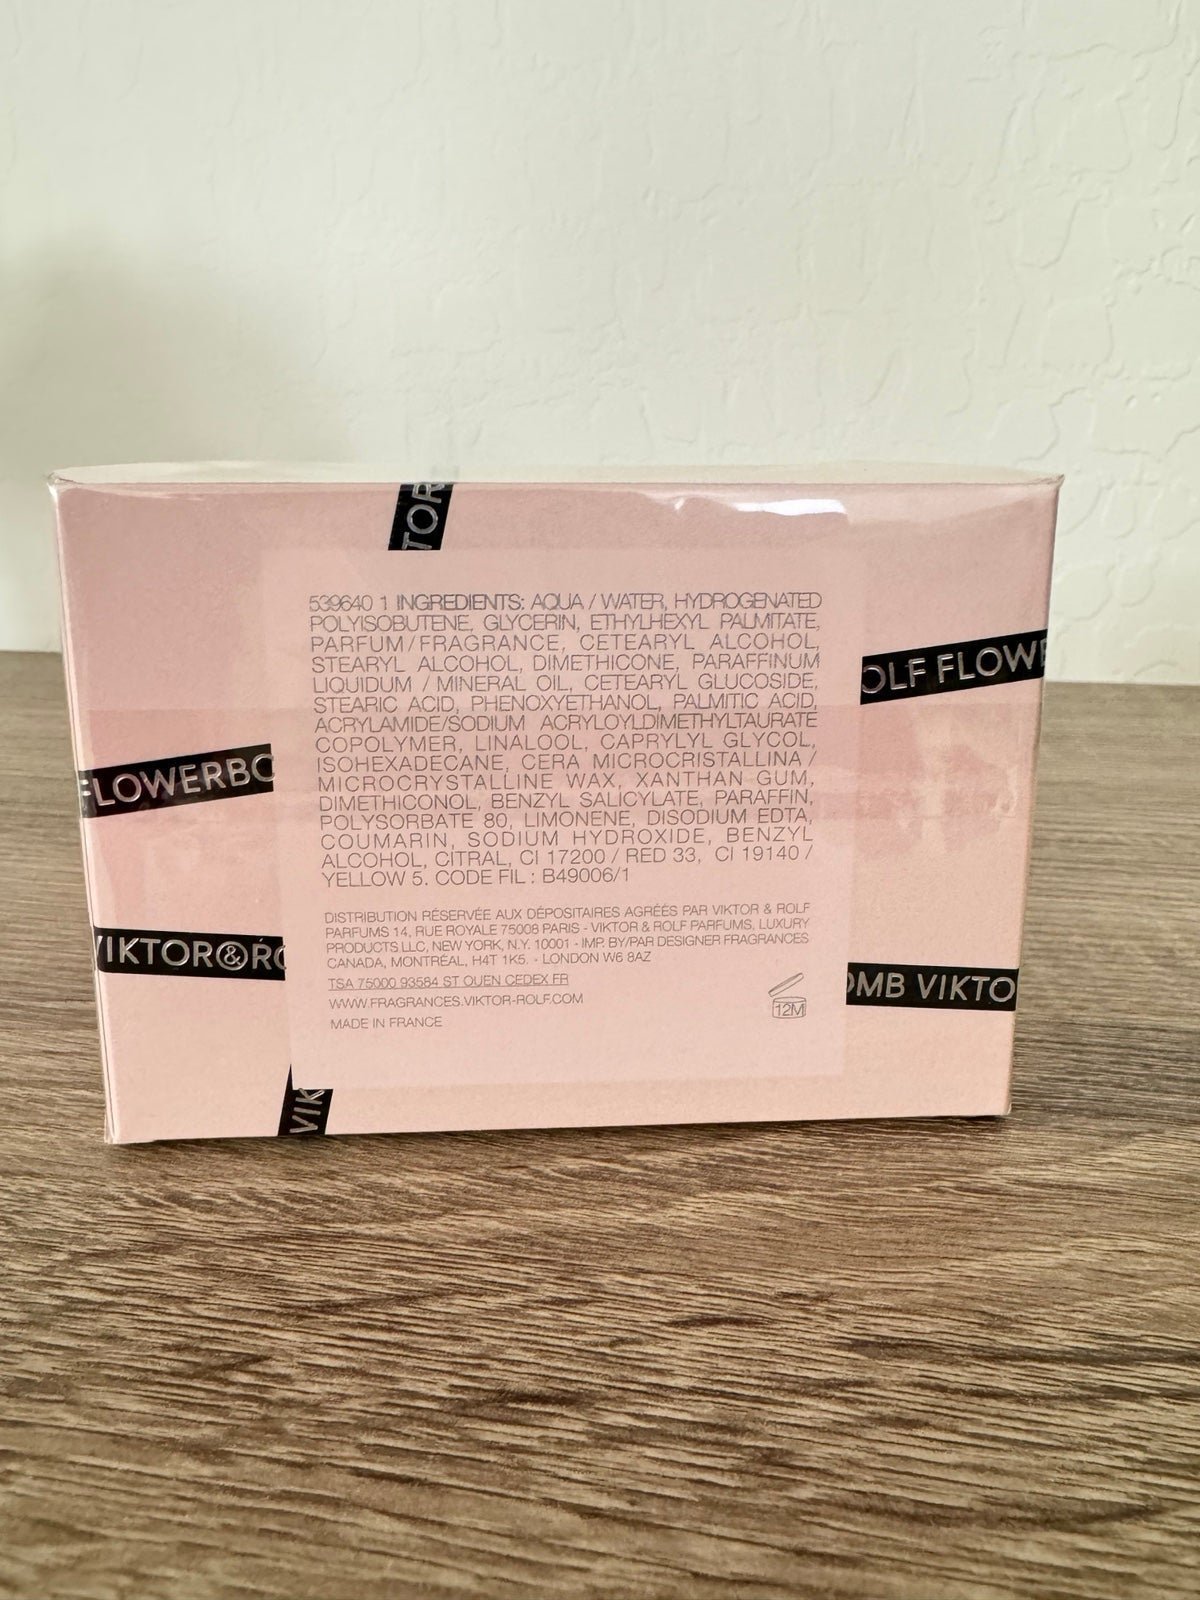 TOR
539640 1 INGREDIENTS: AQUA / WATER, HYDROGENATED
POLYISOBUTENE, GLYCERIN, ETHYLHEXYL PALMITATE,
PARFUM/FRAGRANCE, CETEARYL ALCOHOL,
STEARYL ALCOHOL, DIMETHICONE, PARAFFINUM
LIQUIDUM / MINERAL OIL, CETEARYL GLUCOSIDE,
STEARIC ACID, PHENOXYETHANOL, PALMITIC ACID,
ACRYLAMIDE/SODIUM ACRYLOYLDIMETHYLTAURATE
COPOLYMER, LINALOOL, CAPRYLYL GLYCOL,
ISOHEXADECANE, CERA MICROCRISTALLINA /
MICROCRYSTALLINE WAX, XANTHAN GUM,
DIMETHICONOL, BENZYL SALICYLATE, PARAFFIN,
POLYSORBATE 80, LIMONENE, DISODIUM EDTA,
COUMARIN, SODIUM HYDROXIDE, BENZYL
ALCOHOL, CITRAL, CI 17200 / RED 33, CI 19140 /
YELLOW 5. CODE FIL : B49006/1
DISTRIBUTION RÉSERVÉE AUX DÉPOSITAIRES AGRÉÉS PAR VIKTOR & ROLF
PARFUMS 14, RUE ROYALE 75008 PARIS - VIKTOR & ROLF PARFUMS, LUXURY
PRODUCTS LLC, NEW YORK, N.Y. 10001 - IMP. BY/PAR DESIGNER FRAGRANCES
CANADA, MONTRÉAL, H4T 1K5. - LONDON W6 8AZ
TSA 75000 93584 ST OUEN CEDEX FR
WWW.FRAGRANCES.VIKTOR-ROLF.COM
MADE IN FRANCE
12M
OLF FLOWE
FLOWERBO
VIKTOR&RO
OMB VIKTO
VIK